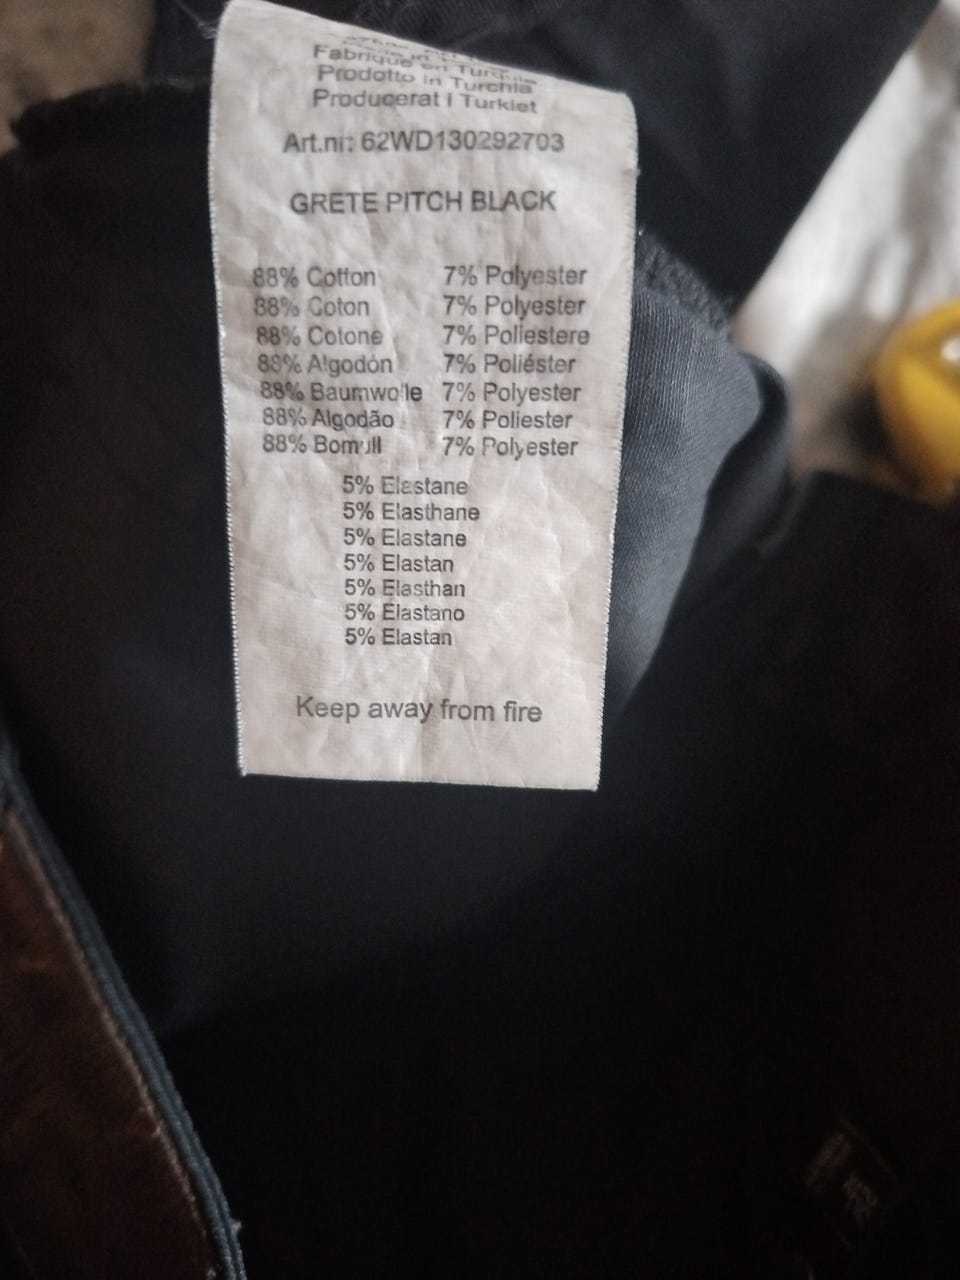 Fabrique en Turquie
Prodotto in Turchia
Producerat I Turkiet
Art.nr: 62WD130292703
GRETE PITCH BLACK
88% Cotton 7% Polyester
88% Coton 7% Polyester
88% Cotone 7% Poliestere
88% Algodón 7% Poliéster
88% Baumwolle 7% Polyester
88% Algodão 7% Poliester
88% Bomull 7% Polyester
5% Elastane
5% Elasthane
5% Elastane
5% Elastan
5% Elasthan
5% Elastano
5% Elastan
Keep away from fire